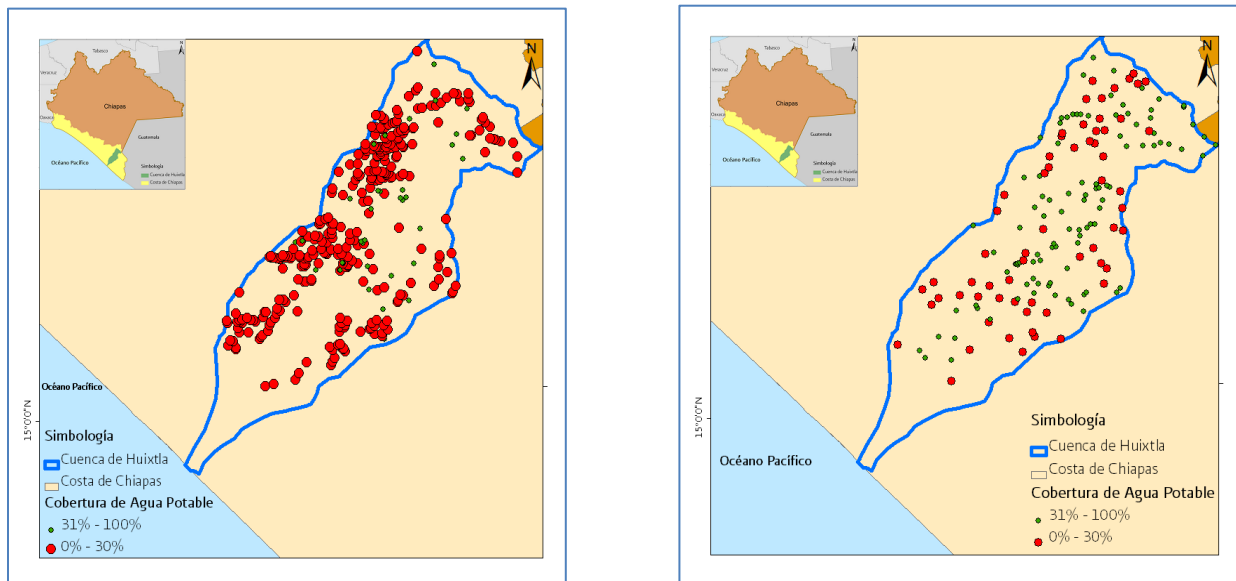 Tabasco
N
Veracruz
Chiapas
Oaxaca
Guatemala
Océano Pacífico
Simbología
Cuenca de Huixtla
Costa de Chiapas
N
Océano Pacífico
15°0'0"N
Simbología
Cuenca de Huixtla
Costa de Chiapas
Cobertura de Agua Potable
31% - 100%
0% - 30%
Tabasco
N
Veracruz
Chiapas
Oaxaca
Guatemala
Océano Pacífico
Simbología
Cuenca de Huixtla
Costa de Chiapas
N
15°0'0"N
Océano Pacífico
Simbología
Cuenca de Huixtla
Costa de Chiapas
Cobertura de Agua Potable
31% - 100%
0% - 30%